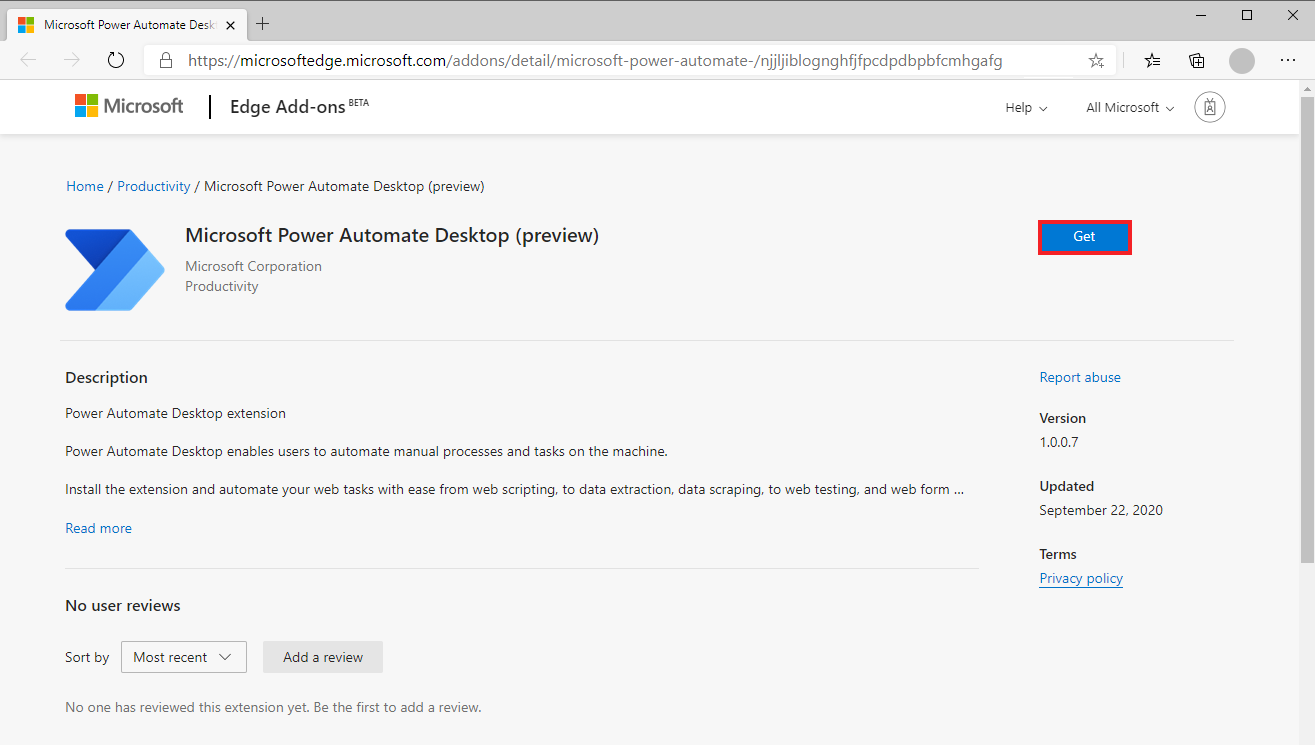 Microsoft Power Automate Desk
https://microsoftedge.microsoft.com/addons/detail/microsoft-power-automate-/njjljiblognghfjfpcdpdbpbfcmhgafg
Microsoft
Edge Add-ons BETA
Help
All Microsoft
Home / Productivity / Microsoft Power Automate Desktop (preview)
Microsoft Power Automate Desktop (preview)
Get
Microsoft Corporation
Productivity
Description
Power Automate Desktop extension
Power Automate Desktop enables users to automate manual processes and tasks on the machine.
Install the extension and automate your web tasks with ease from web scripting, to data extraction, data scraping, to web testing, and web form ...
Read more
Report abuse
Version
1.0.0.7
Updated
September 22, 2020
Terms
Privacy policy
No user reviews
Sort by
Most recent
Add a review
No one has reviewed this extension yet. Be the first to add a review.